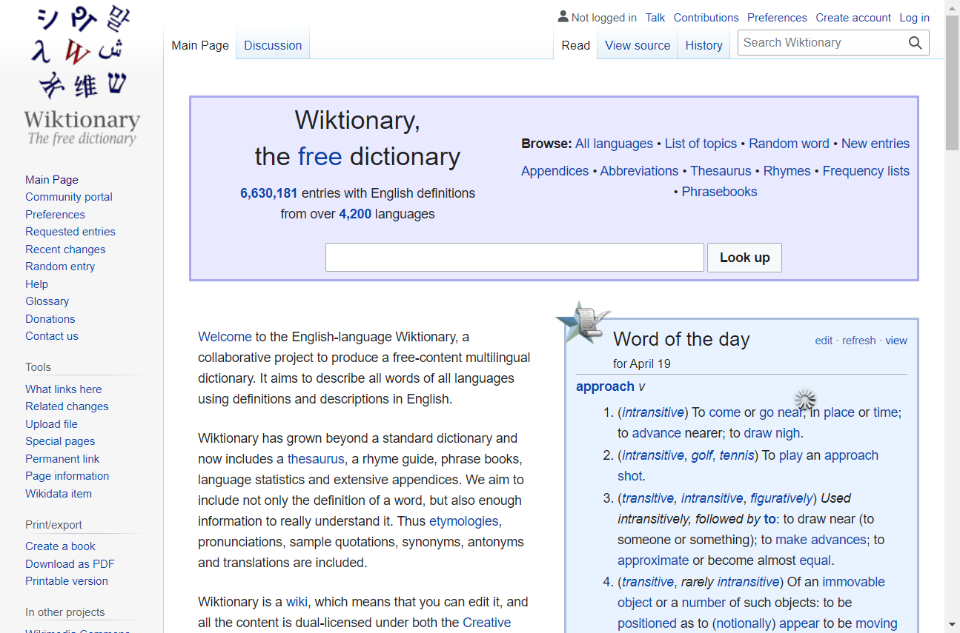 Not logged in Talk Contributions Preferences Create account Log in
Main Page Discussion Read View source History Search Wiktionary
Wiktionary
The free dictionary
Main Page
Community portal
Preferences
Requested entries
Recent changes
Random entry
Help
Glossary
Donations
Contact us
Tools
What links here
Related changes
Upload file
Special pages
Permanent link
Page information
Wikidata item
Print/export
Create a book
Download as PDF
Printable version
In other projects
Wikimedia Commons
Wiktionary,
the free dictionary
6,630,181 entries with English definitions
from over 4,200 languages
Browse: All languages • List of topics • Random word • New entries
Appendices • Abbreviations • Thesaurus • Rhymes • Frequency lists
• Phrasebooks
Look up
Welcome to the English-language Wiktionary, a
collaborative project to produce a free-content multilingual
dictionary. It aims to describe all words of all languages
using definitions and descriptions in English.
Wiktionary has grown beyond a standard dictionary and
now includes a thesaurus, a rhyme guide, phrase books,
language statistics and extensive appendices. We aim to
include not only the definition of a word, but also enough
information to really understand it. Thus etymologies,
pronunciations, sample quotations, synonyms, antonyms
and translations are included.
Wiktionary is a wiki, which means that you can edit it, and
all the content is dual-licensed under both the Creative
Word of the day
edit · refresh · view
for April 19
approach v
1. (intransitive) To come or go near, in place or time;
to advance nearer; to draw nigh.
2. (intransitive, golf, tennis) To play an approach
shot.
3. (transitive, intransitive, figuratively) Used
intransitively, followed by to: to draw near (to
someone or something); to make advances; to
approximate or become almost equal.
4. (transitive, rarely intransitive) Of an immovable
object or a number of such objects: to be
positioned as to (notionally) appear to be moving